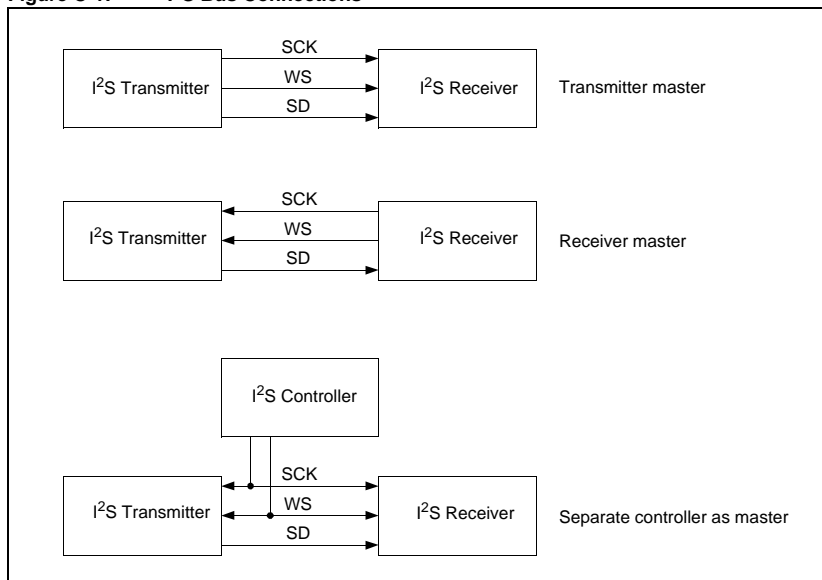 SCK
I²S Transmitter
WS
I²S Receiver
Transmitter master
SD
SCK
I²S Transmitter
WS
I²S Receiver
Receiver master
SD
I²S Controller
SCK
I²S Transmitter
WS
I²S Receiver
Separate controller as master
SD